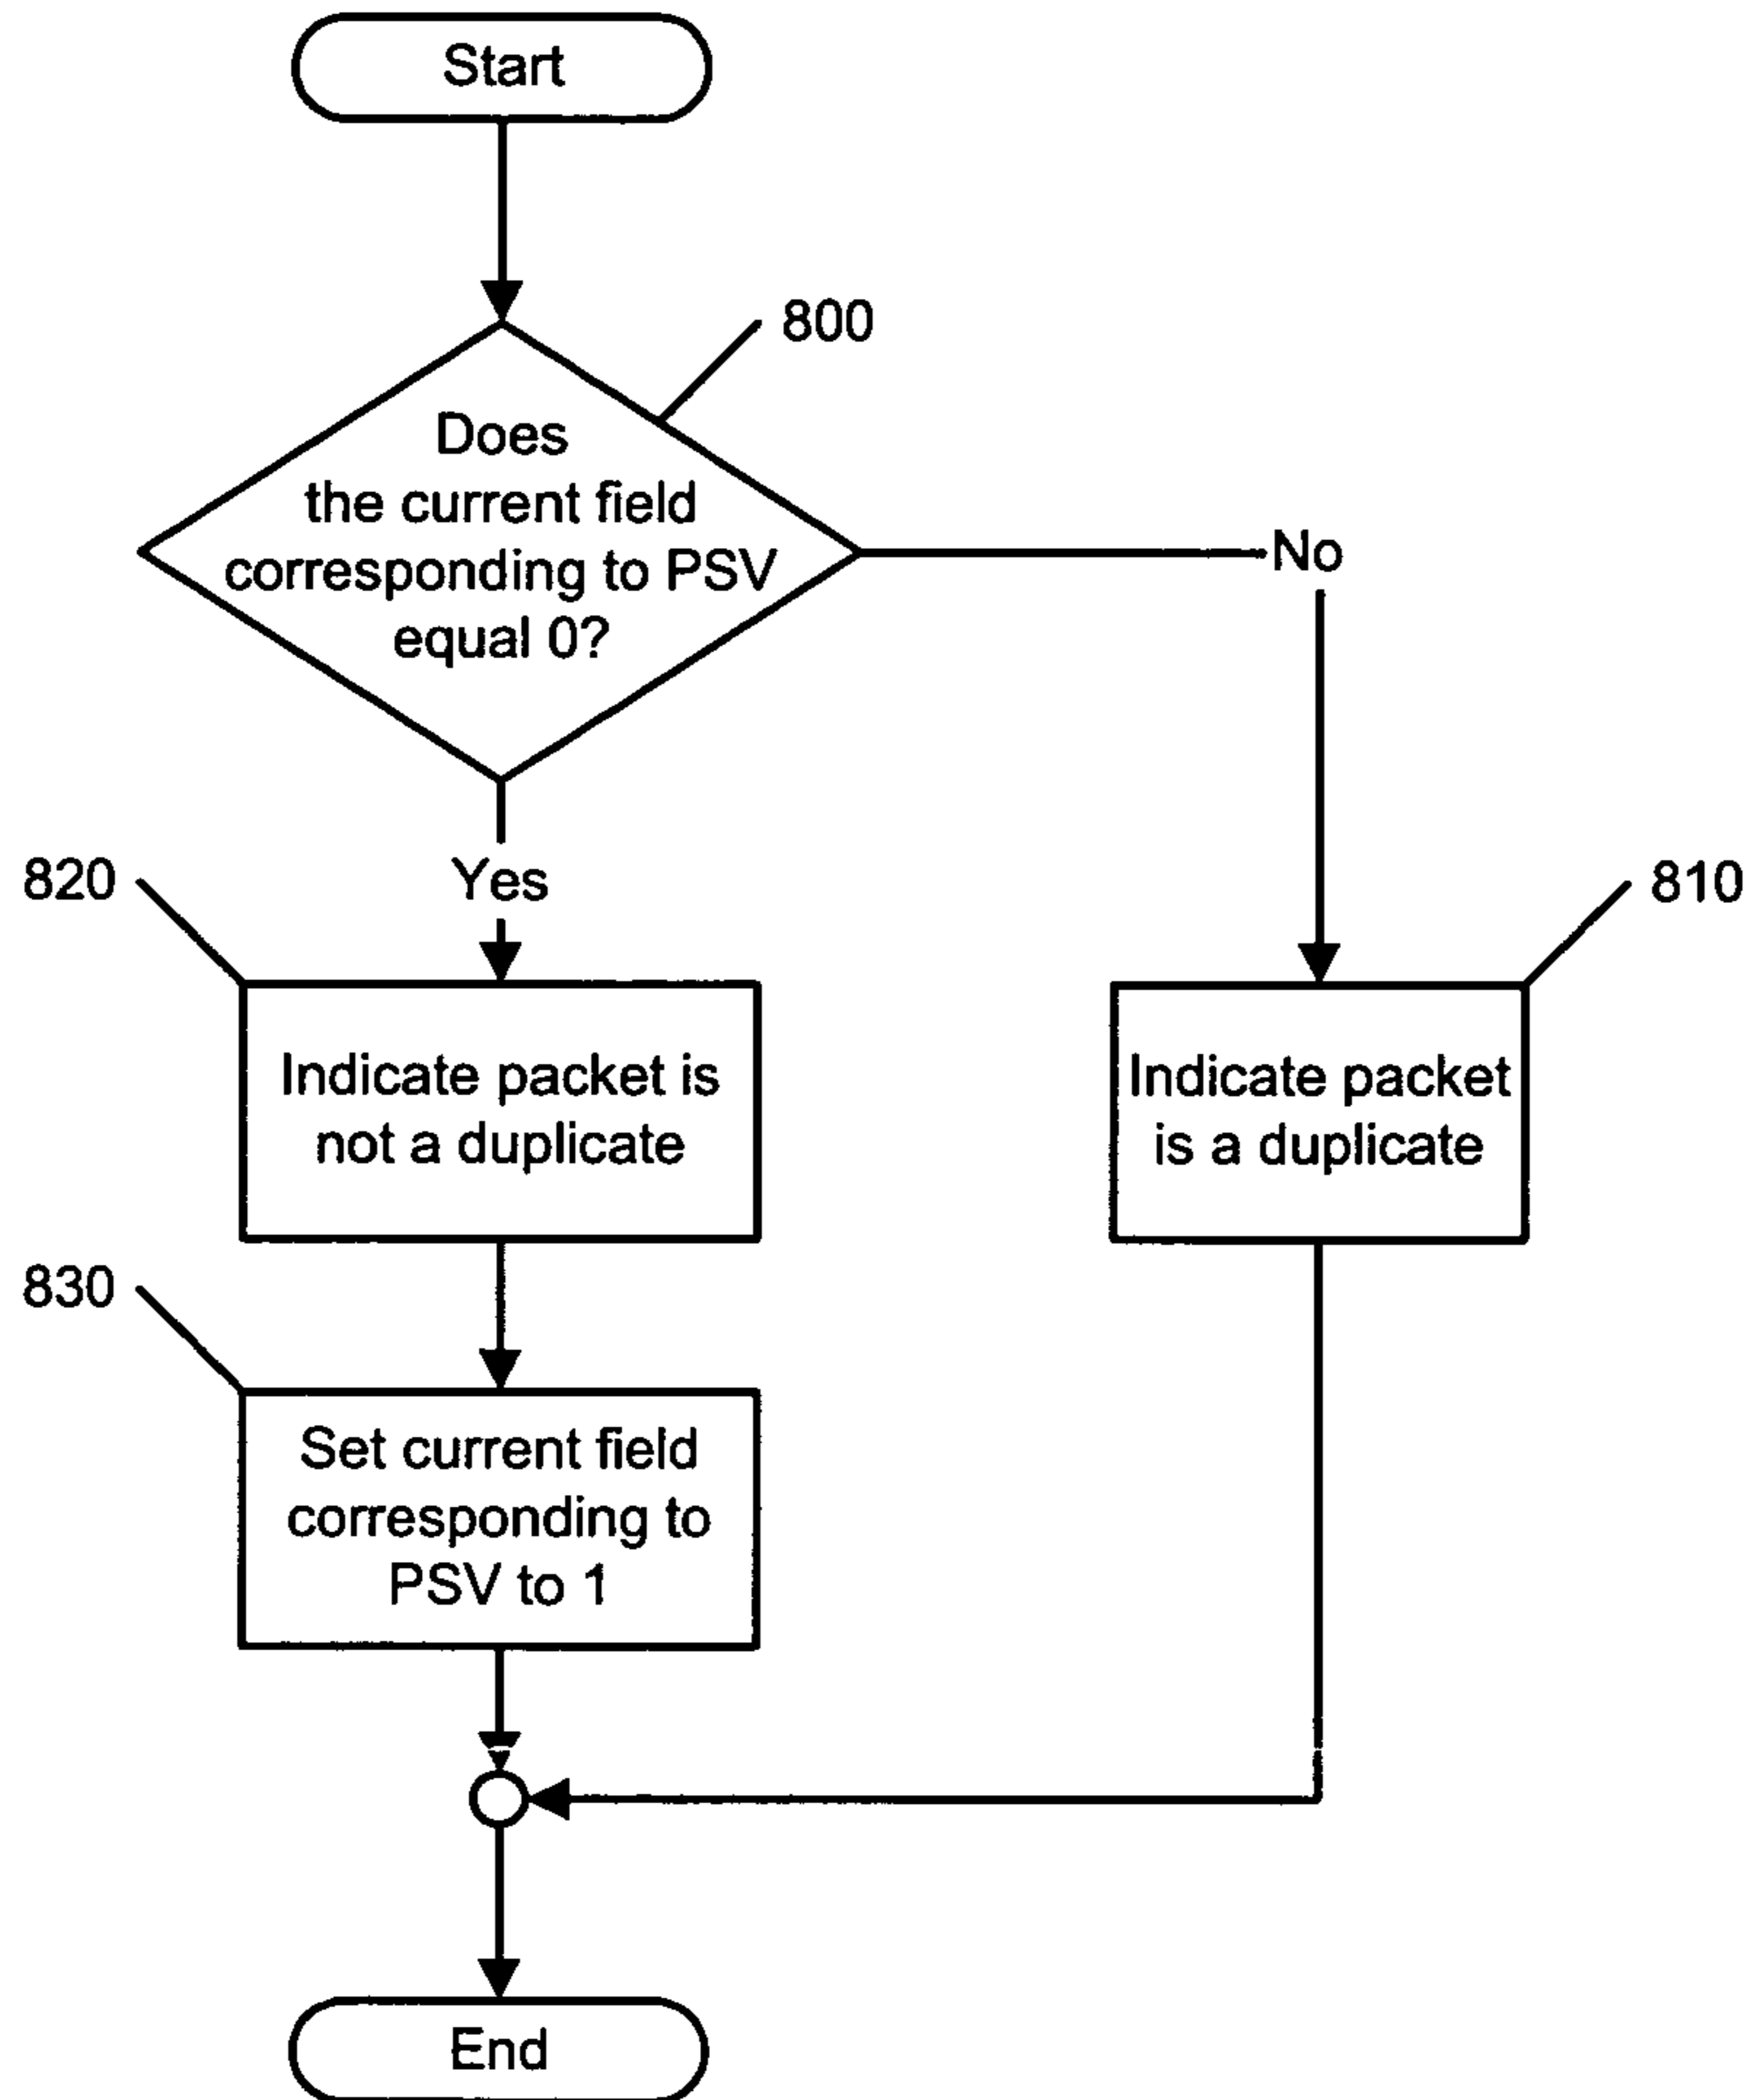 Start
800
Does
the current field
corresponding to PSV
equal 0?
No
Yes
820
810
Indicate packet is
not a duplicate
Indicate packet
is a duplicate
830
Set current field
corresponding to
PSV to 1
End